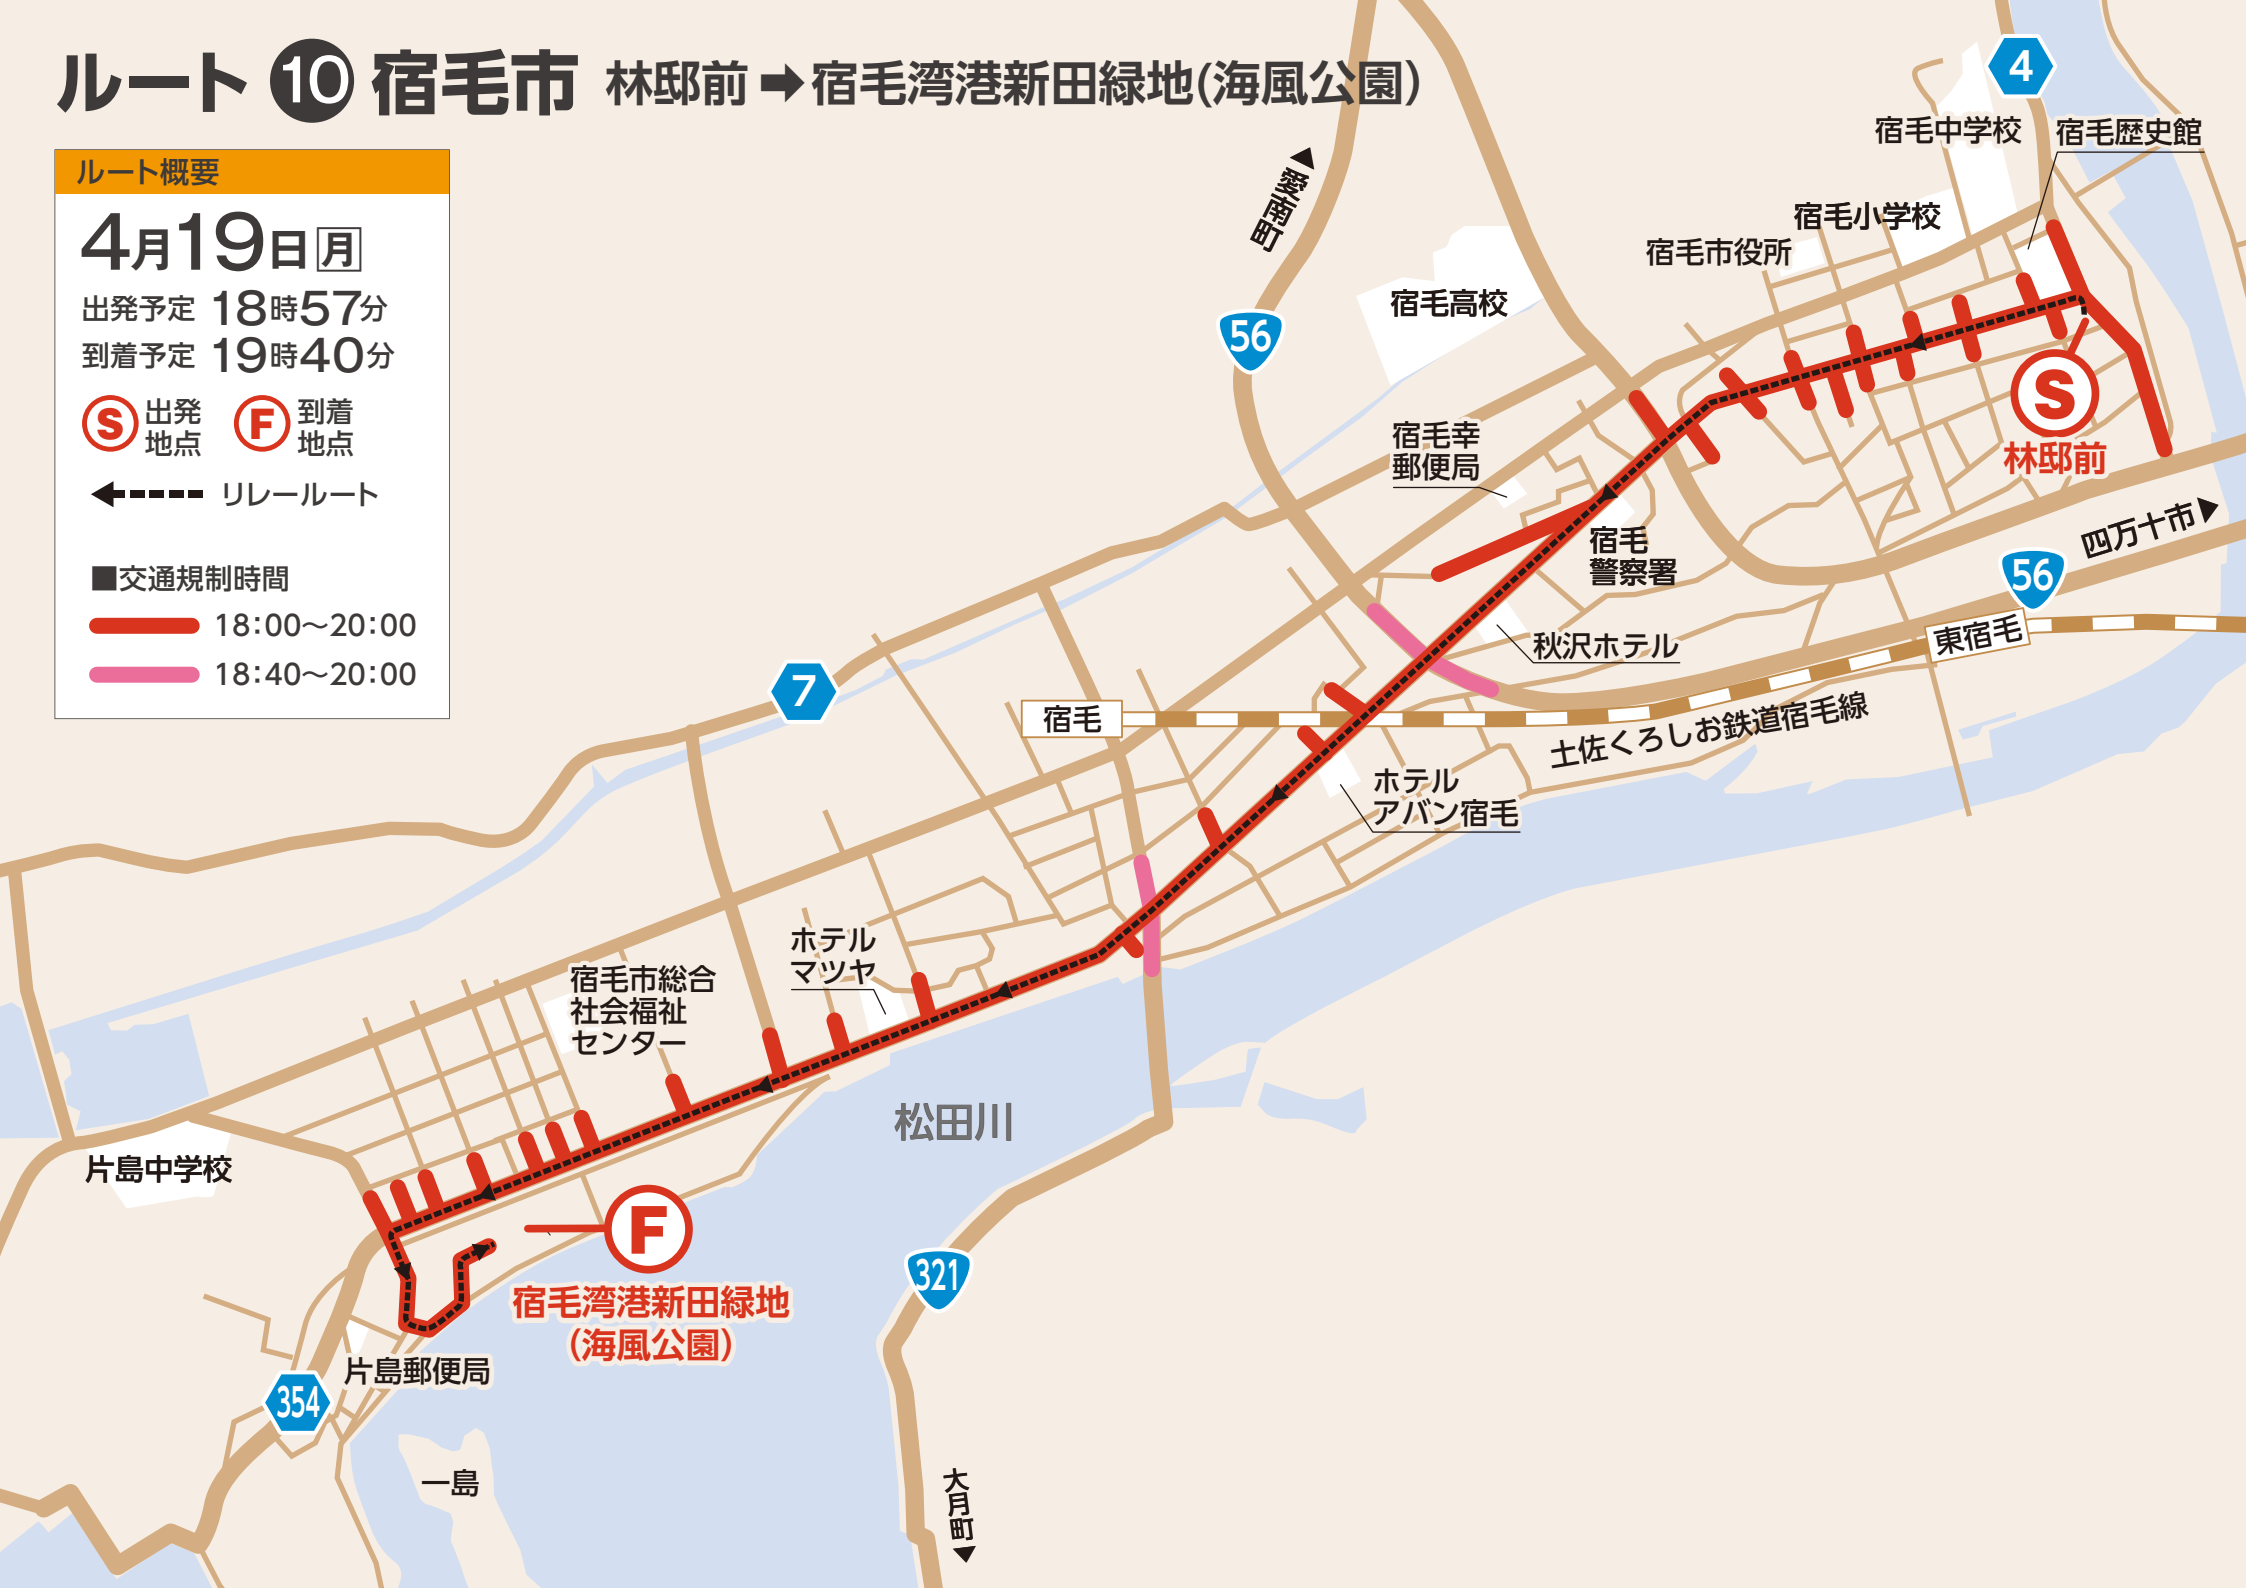 ルート 10 宿毛市 林邸前➡宿毛湾港新田緑地(海風公園)
ルート概要
4月19日 月
出発予定 18時57分
到着予定 19時40分
S 出発地点 F 到着地点
リレールート
■交通規制時間
18:00〜20:00
18:40〜20:00
4
宿毛中学校
宿毛歴史館
宿毛小学校
宿毛市役所
愛南町
宿毛高校
56
S
林邸前
宿毛幸
郵便局
宿毛
警察署
四万十市
56
東宿毛
秋沢ホテル
7
宿毛
土佐くろしお鉄道宿毛線
ホテル
アバン宿毛
ホテル
マツヤ
宿毛市総合
社会福祉
センター
松田川
片島中学校
F
宿毛湾港新田緑地
(海風公園)
321
片島郵便局
354
一島
大月町